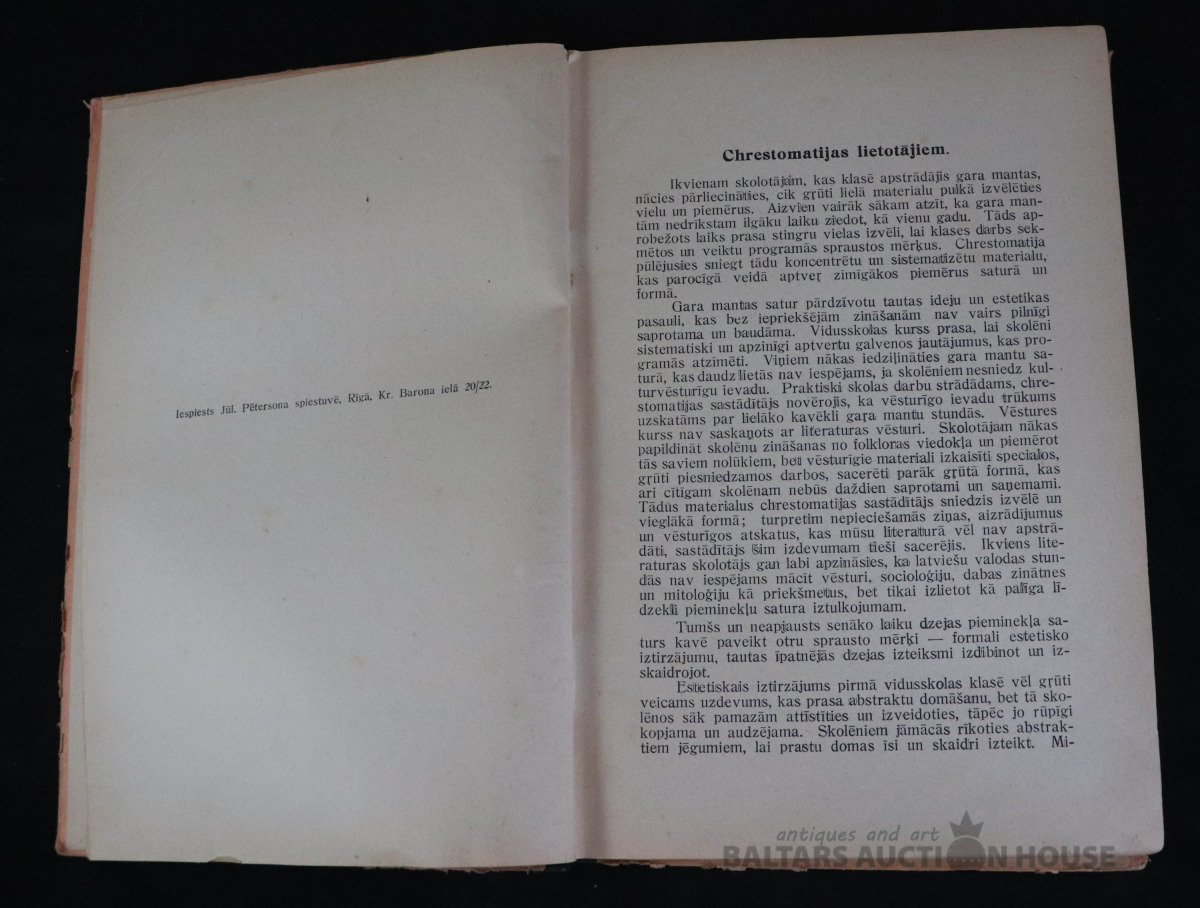 Iespiests Jūl. Pētersona spiestuvē, Rīgā, Kr. Barona ielā 20/22.
Chrestomatijas lietotājiem.
Ikvienam skolotājam, kas klasē apstrādājis gara mantas,
nācies pārliecināties, cik gŗūti lielā materialu pulkā izvēlēties
vielu un piemērus. Aizvien vairāk sākam atzīt, ka gara man-
tām nedrīkstam ilgāku laiku ziedot, kā vienu gadu. Tāds ap-
robežots laiks prasa stingru vielas izvēli, lai klases darbs sek-
mētos un veiktu programās spraustos mērķus. Chrestomatija
pūlējusies sniegt tādu koncentrētu un sistematizētu materialu,
kas parocīgā veidā aptveŗ zīmīgākos piemērus saturā un
formā.
Gara mantas satur pārdzīvotu tautas ideju un estetikas
pasauli, kas bez iepriekšējām zināšanām nav vairs pilnīgi
saprotama un baudāma. Vidusskolas kurss prasa, lai skolēni
sistematiski un apzinīgi aptvertu galvenos jautājumus, kas pro-
gramās atzīmēti. Viņiem nākas iedziļināties gara mantu sa-
turā, kas daudz lietās nav iespējams, ja skolēniem nesniedz kul-
turvēsturīgu ievadu. Praktiski skolas darbu strādādams, chre-
stomatijas sastādītājs novērojis, ka vēsturīgo ievadu trūkums
uzskatāms par lielāko kavēkli gara mantu stundās. Vēstures
kurss nav saskaņots ar literaturas vēsturi. Skolotājam nākas
papildināt skolēnu zināšanas no folkloras viedokļa un piemērot
tās saviem nolūkiem, bet vēsturīgie materiali izkaisīti specialos,
gŗūti piesniedzamos darbos, sacerēti parāk gŗūtā formā, kas
ari cītīgam skolēnam nebūs daždien saprotami un saņemami.
Tādus materialus chrestomatijas sastādītājs sniedzis izvēlē un
vieglākā formā; turpretim nepieciešamās ziņas, aizrādījumus
un vēsturīgos atskatus, kas mūsu literaturā vēl nav apstrā-
dāti, sastādītājs šim izdevumam tieši sacerējis. Ikviens lite-
raturas skolotājs gan labi apzināsies, ka latviešu valodas stun-
dās nav iespējams mācīt vēsturi, socioloģiju, dabas zinātnes
un mitoloģiju kā priekšmetus, bet tikai izlietot kā palīga lī-
dzekli pieminekļu satura iztulkojumam.
Tumšs un neapjausts senāko laiku dzejas pieminekļa sa-
turs kavē paveikt otru sprausto mērķi — formali estetisko
iztirzājumu, tautas īpatnējās dzejas izteiksmi izdibinot un iz-
skaidrojot.
Estetiskais iztirzājums pirmā vidusskolas klasē vēl gŗūti
veicams uzdevums, kas prasa abstraktu domāšanu, bet tā sko-
lēnos sāk pamazām attīstīties un izveidoties, tāpēc jo rūpīgi
kopjama un audzējama. Skolēniem jāmācās rīkoties abstrak-
tiem jēgumiem, lai prastu domas īsi un skaidri izteikt. Mi-
antiques and art
BALTARS AUCTION HOUSE